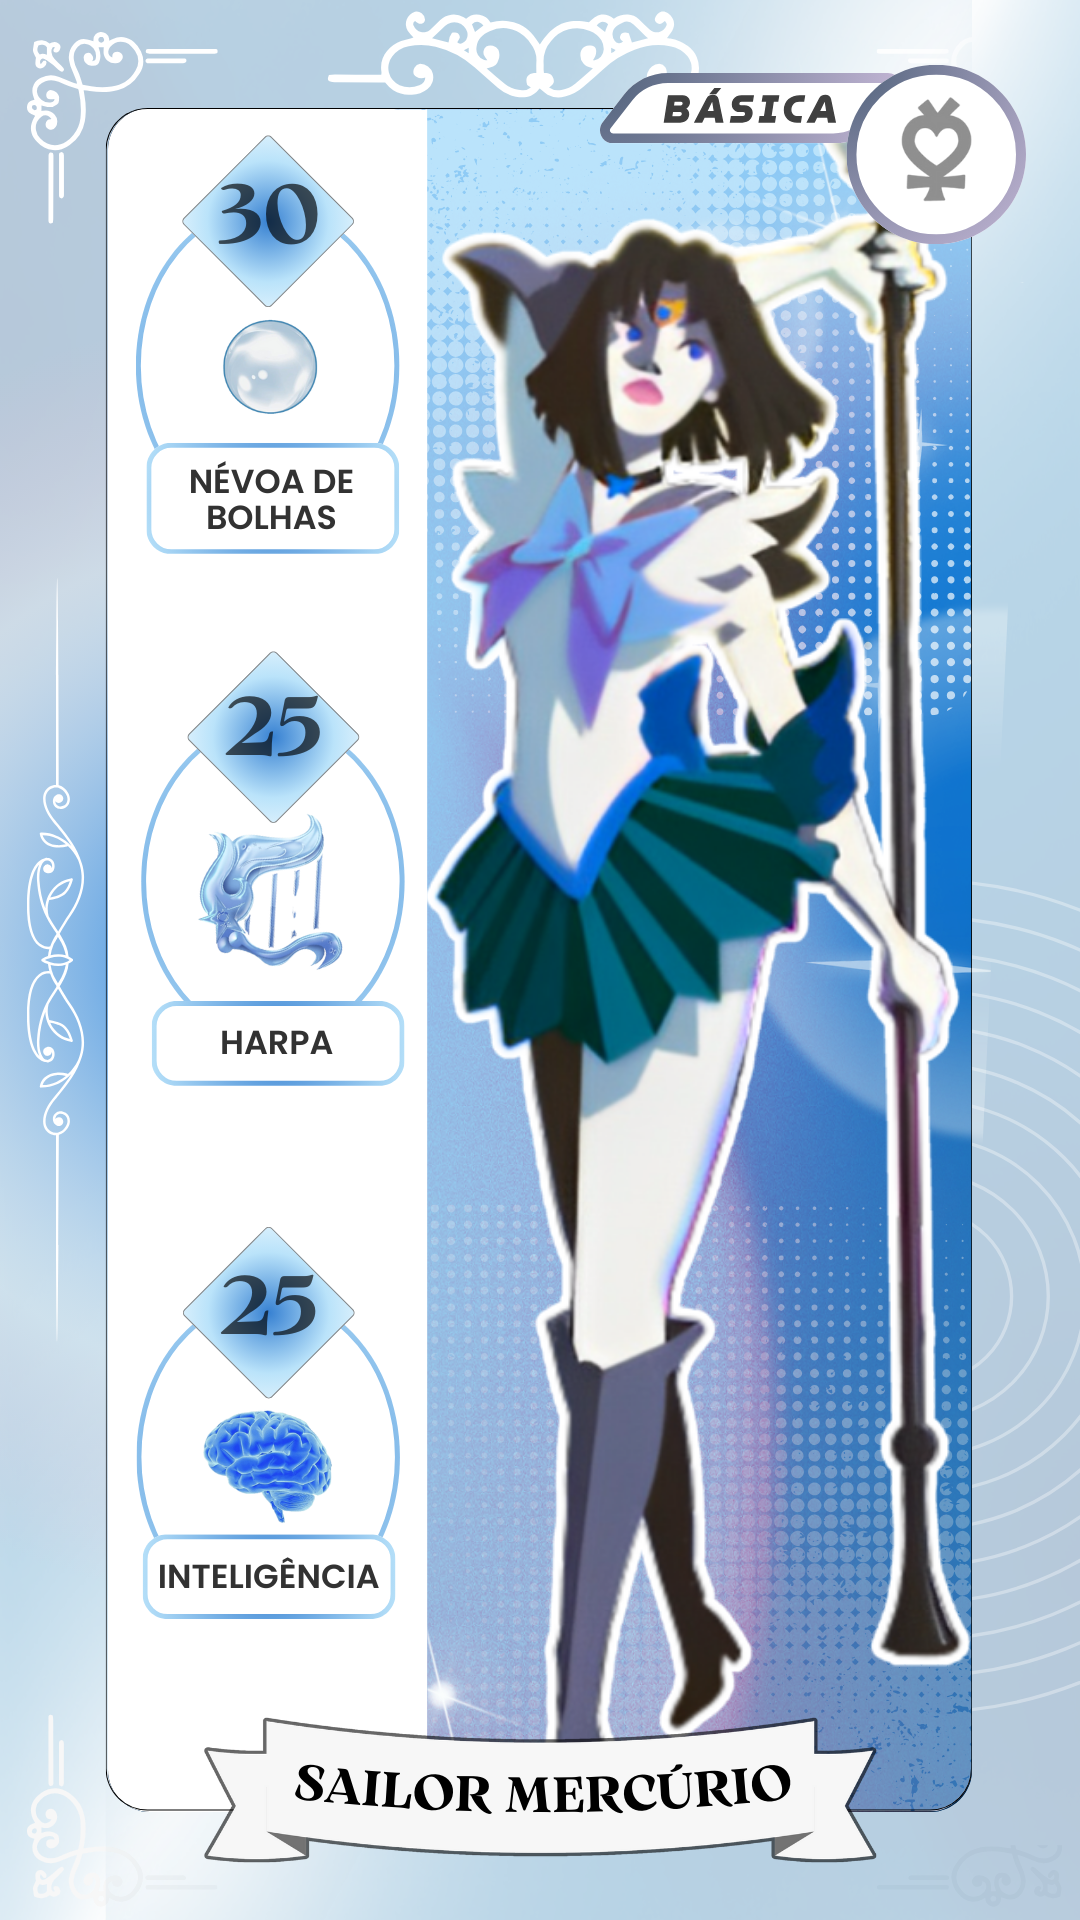 BÁSICA
30
NÉVOA DE
BOLHAS
25
HARPA
25
INTELIGÊNCIA
SAILOR MERCÚRIO